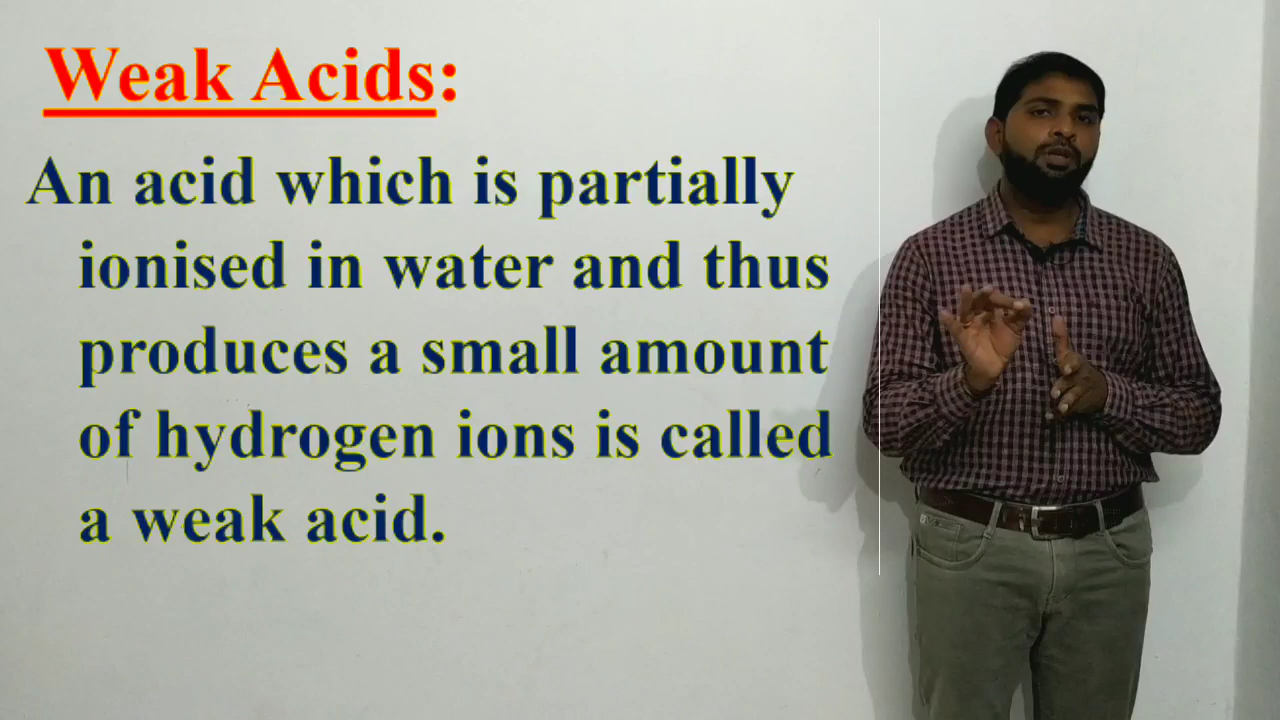 Weak Acids:
An acid which is partially
ionised in water and thus
produces a small amount
of hydrogen ions is called
a weak acid.